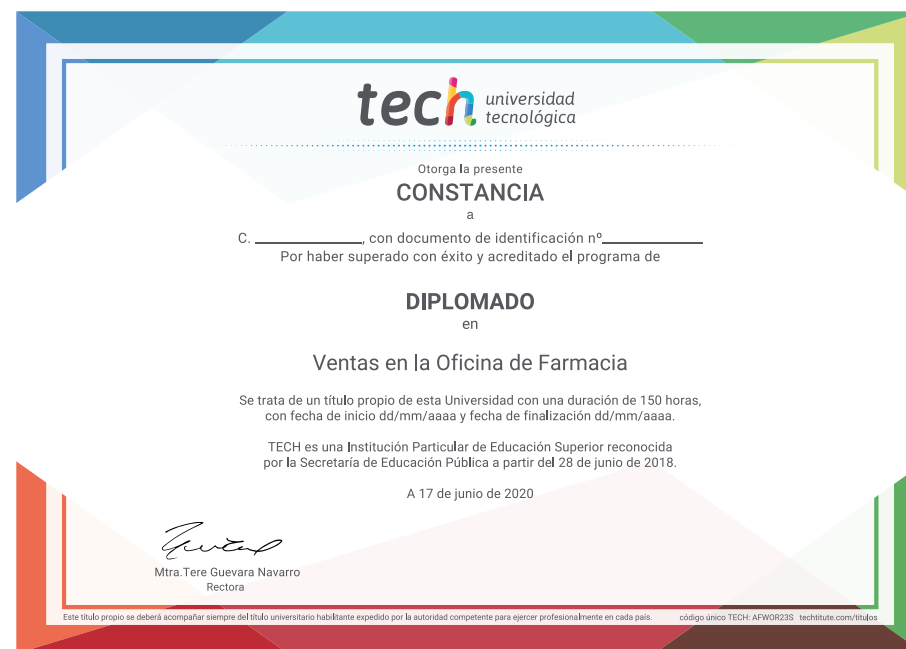 tech universidad
tecnológica
Otorga la presente
CONSTANCIA
a
C. ____________, con documento de identificación nº____________
Por haber superado con éxito y acreditado el programa de
DIPLOMADO
en
Ventas en la Oficina de Farmacia
Se trata de un título propio de esta Universidad con una duración de 150 horas,
con fecha de inicio dd/mm/aaaa y fecha de finalización dd/mm/aaaa.
TECH es una Institución Particular de Educación Superior reconocida
por la Secretaría de Educación Pública a partir del 28 de junio de 2018.
A 17 de junio de 2020
Mtra.Tere Guevara Navarro
Rectora
Este título propio se deberá acompañar siempre del título universitario habilitante expedido por la autoridad competente para ejercer profesionalmente en cada país. código único TECH: AFWOR23S techtitute.com/titulos